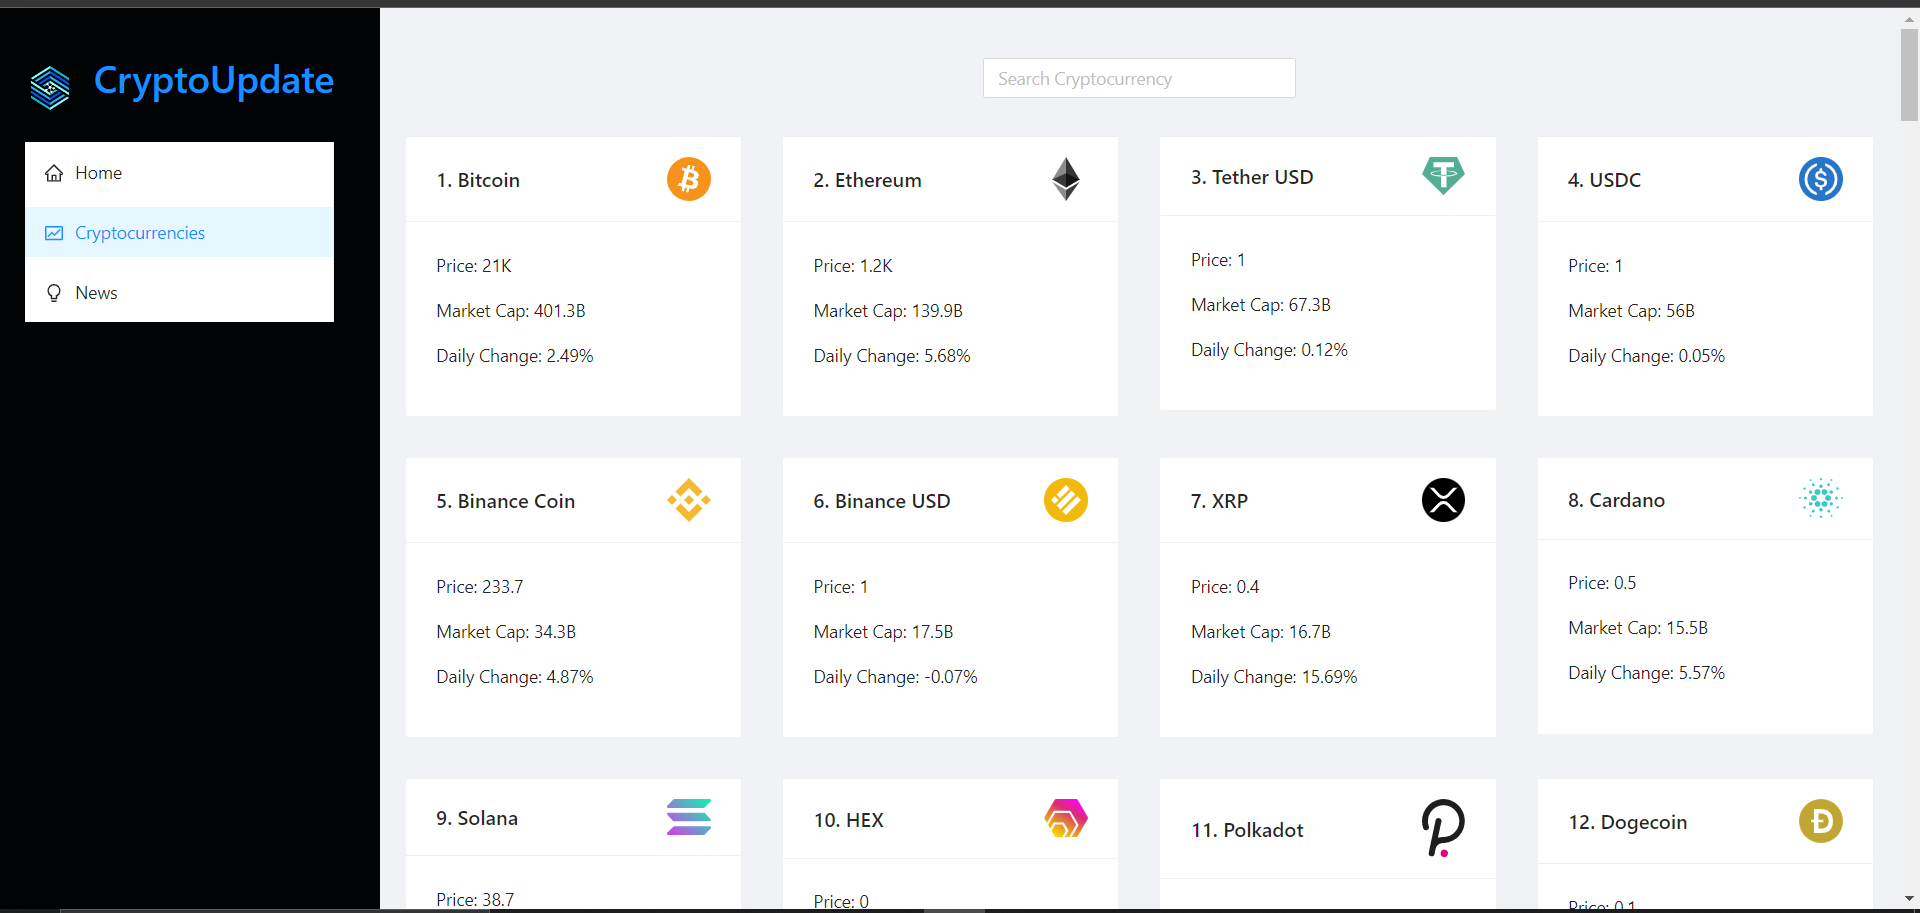 CryptoUpdate
Home
Cryptocurrencies
News
Search Cryptocurrency
1. Bitcoin
Price: 21K
Market Cap: 401.3B
Daily Change: 2.49%
2. Ethereum
Price: 1.2K
Market Cap: 139.9B
Daily Change: 5.68%
3. Tether USD
Price: 1
Market Cap: 67.3B
Daily Change: 0.12%
4. USDC
Price: 1
Market Cap: 56B
Daily Change: 0.05%
5. Binance Coin
Price: 233.7
Market Cap: 34.3B
Daily Change: 4.87%
6. Binance USD
Price: 1
Market Cap: 17.5B
Daily Change: -0.07%
7. XRP
Price: 0.4
Market Cap: 16.7B
Daily Change: 15.69%
8. Cardano
Price: 0.5
Market Cap: 15.5B
Daily Change: 5.57%
9. Solana
Price: 38.7
10. HEX
Price: 0
11. Polkadot
12. Dogecoin
Price: 0.1